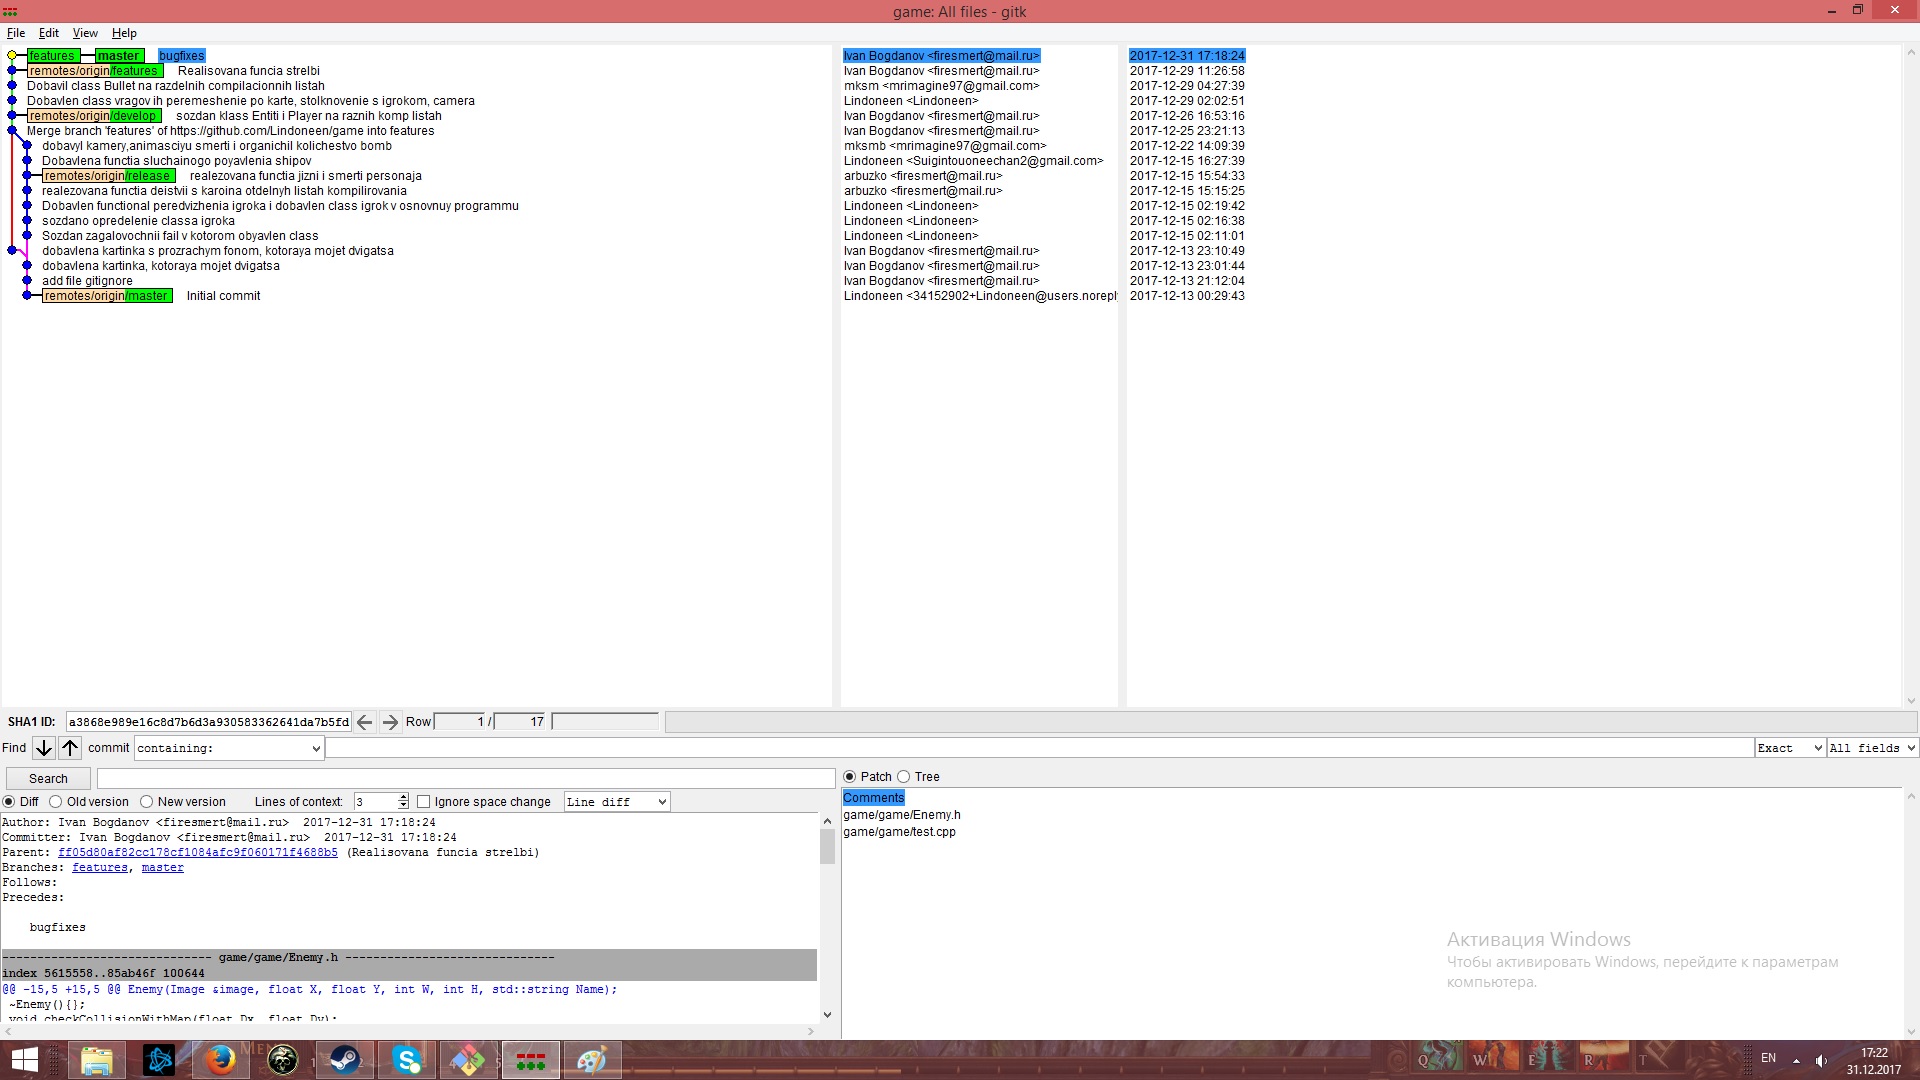 game: All files - gitk
File Edit View Help
features master bugfixes Ivan Bogdanov <firesmert@mail.ru> 2017-12-31 17:18:24
remotes/origin/features Realisovana funcia strelbi Ivan Bogdanov <firesmert@mail.ru> 2017-12-29 11:26:58
Dobavil class Bullet na razdelnih compilacionnih listah mksm <mrimagine97@gmail.com> 2017-12-29 04:27:39
Dobavlen class vragov ih peremeshenie po karte, stolknovenie s igrokom, camera Lindoneen <Lindoneen> 2017-12-29 02:02:51
remotes/origin/develop sozdan klass Entiti i Player na raznih komp listah Ivan Bogdanov <firesmert@mail.ru> 2017-12-26 16:53:16
Merge branch 'features' of https://github.com/Lindoneen/game into features Ivan Bogdanov <firesmert@mail.ru> 2017-12-25 23:21:13
dobavyl kamery,animasciyu smerti i organichil kolichestvo bomb mksmb <mrimagine97@gmail.com> 2017-12-22 14:09:39
Dobavlena functia sluchainogo poyavlenia shipov Lindoneen <Suigintouoneechan2@gmail.com> 2017-12-15 16:27:39
remotes/origin/release realezovana functia jizni i smerti personaja arbuzko <firesmert@mail.ru> 2017-12-15 15:54:33
realezovana functia deistvii s karoina otdelnyh listah kompilirovania arbuzko <firesmert@mail.ru> 2017-12-15 15:15:25
Dobavlen functional peredvizhenia igroka i dobavlen class igrok v osnovnuy programmu Lindoneen <Lindoneen> 2017-12-15 02:19:42
sozdano opredelenie classa igroka Lindoneen <Lindoneen> 2017-12-15 02:16:38
Sozdan zagalovochnii fail v kotorom obyavlen class Lindoneen <Lindoneen> 2017-12-15 02:11:01
dobavlena kartinka s prozrachym fonom, kotoraya mojet dvigatsa Ivan Bogdanov <firesmert@mail.ru> 2017-12-13 23:10:49
dobavlena kartinka, kotoraya mojet dvigatsa Ivan Bogdanov <firesmert@mail.ru> 2017-12-13 23:01:44
add file gitignore Ivan Bogdanov <firesmert@mail.ru> 2017-12-13 21:12:04
remotes/origin/master Initial commit Lindoneen <34152902+Lindoneen@users.noreply 2017-12-13 00:29:43
SHA1 ID: a3868e989e16c8d7b6d3a930583362641da7b5fd Row 1 / 17
Find commit containing: Exact All fields
Search Patch Tree
Diff Old version New version Lines of context: 3 Ignore space change Line diff
Comments
game/game/Enemy.h
game/game/test.cpp
Author: Ivan Bogdanov <firesmert@mail.ru> 2017-12-31 17:18:24
Committer: Ivan Bogdanov <firesmert@mail.ru> 2017-12-31 17:18:24
Parent: ff05d80af82cc178cf1084afc9f060171f4688b5 (Realisovana funcia strelbi)
Branches: features, master
Follows:
Precedes:
bugfixes
------------------------------ game/game/Enemy.h ------------------------------
index 5615558..85ab46f 100644
@@ -15,5 +15,5 @@ Enemy(Image &image, float X, float Y, int W, int H, std::string Name);
~Enemy(){};
void checkCollisionWithMap(float Dx, float Dy);
Активация Windows
Чтобы активировать Windows, перейдите к параметрам
компьютера.
Q W E R T
EN 17:22
31.12.2017